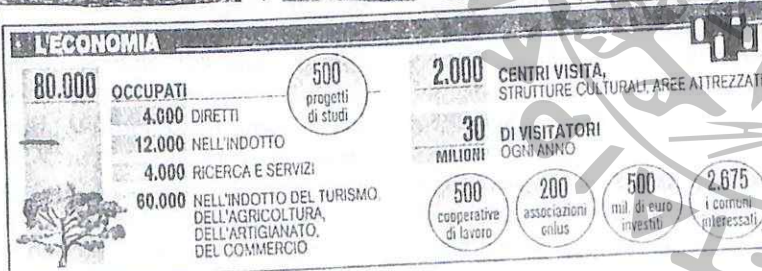 L'ECONOMIA
80.000 OCCUPATI
4.000 DIRETTI
12.000 NELL'INDOTTO
4.000 RICERCA E SERVIZI
60.000 NELL'INDOTTO DEL TURISMO,
DELL'AGRICOLTURA,
DELL'ARTIGIANATO,
DEL COMMERCIO
500
progetti
di studi
2.000 CENTRI VISITA,
STRUTTURE CULTURALI, AREE ATTREZZATE
30 DI VISITATORI
MILIONI OGNI ANNO
500
cooperative
di lavoro
200
associazioni
onlus
500
mil. di euro
investiti
2.675
i comuni
interessati